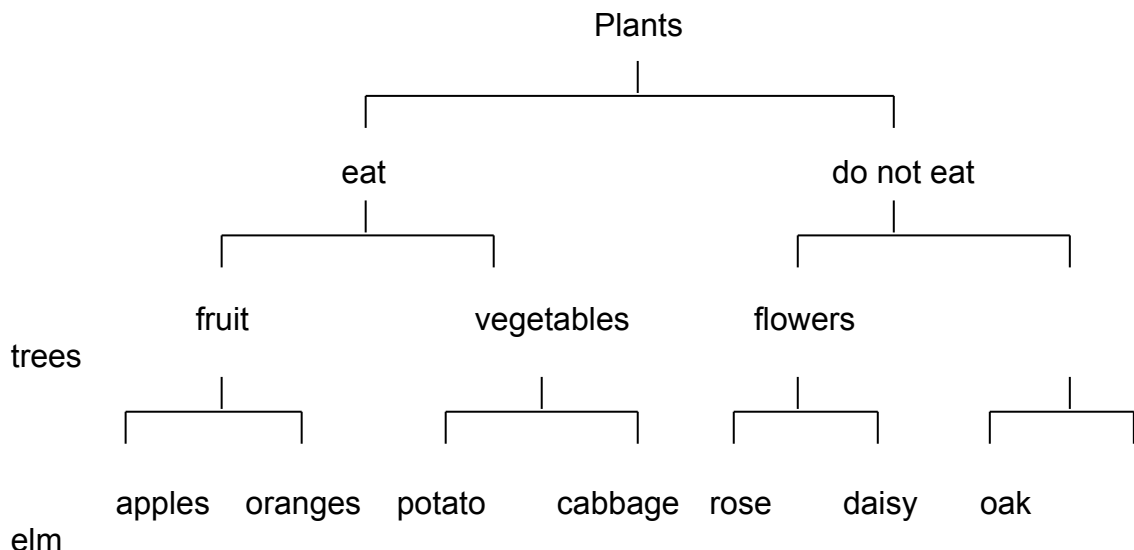 Plants
eat do not eat
fruit vegetables flowers
trees
apples oranges potato cabbage rose daisy oak
elm